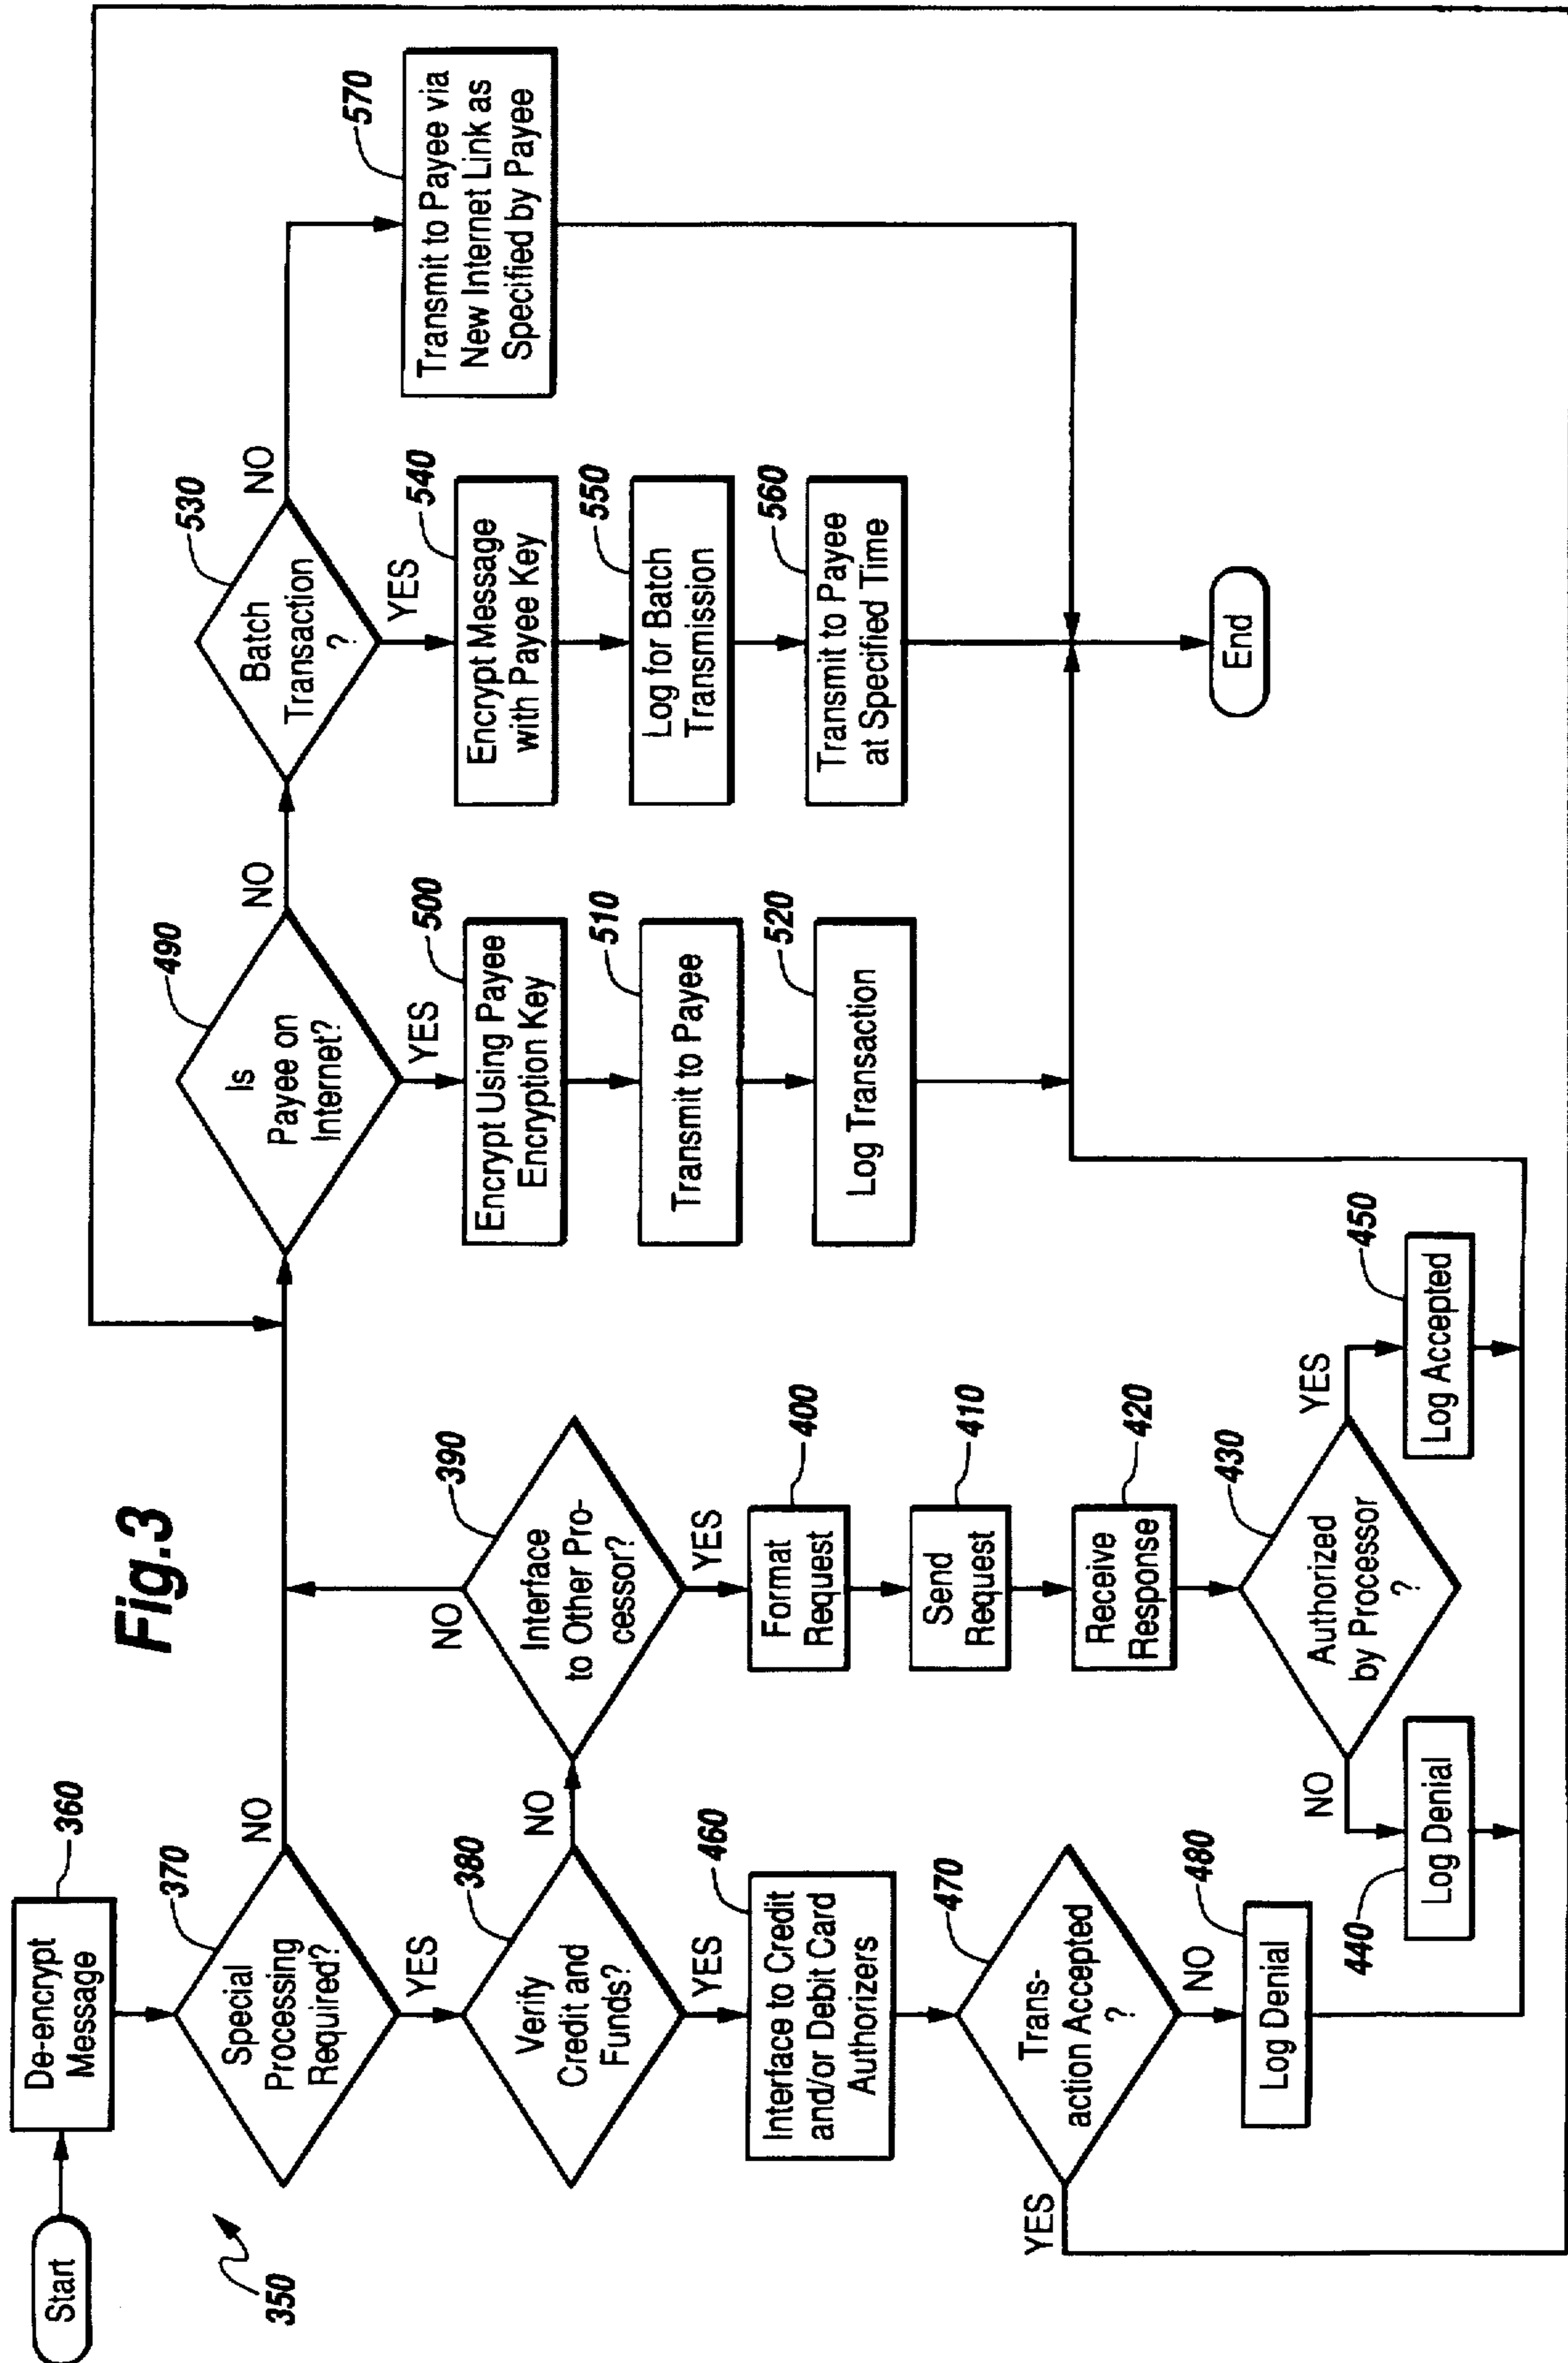 Fig.3
Start
De-encrypt
Message
360
350
Special
Processing
Required?
370
NO
YES
Verify
Credit and
Funds?
380
NO
YES
Interface
to Other Pro-
cessor?
390
NO
YES
Format
Request
400
Send
Request
410
Receive
Response
420
Authorized
by Processor
?
430
NO
YES
Log Denial
440
Log Accepted
450
Interface to Credit
and/or Debit Card
Authorizers
460
Trans-
action Accepted
?
470
YES
NO
Log Denial
480
Is
Payee on
Internet?
490
NO
YES
Encrypt Using Payee
Encryption Key
500
Transmit to Payee
510
Log Transaction
520
Batch
Transaction
?
530
NO
YES
Encrypt Message
with Payee Key
540
Log for Batch
Transmission
550
Transmit to Payee
at Specified Time
560
Transmit to Payee via
New Internet Link as
Specified by Payee
570
End